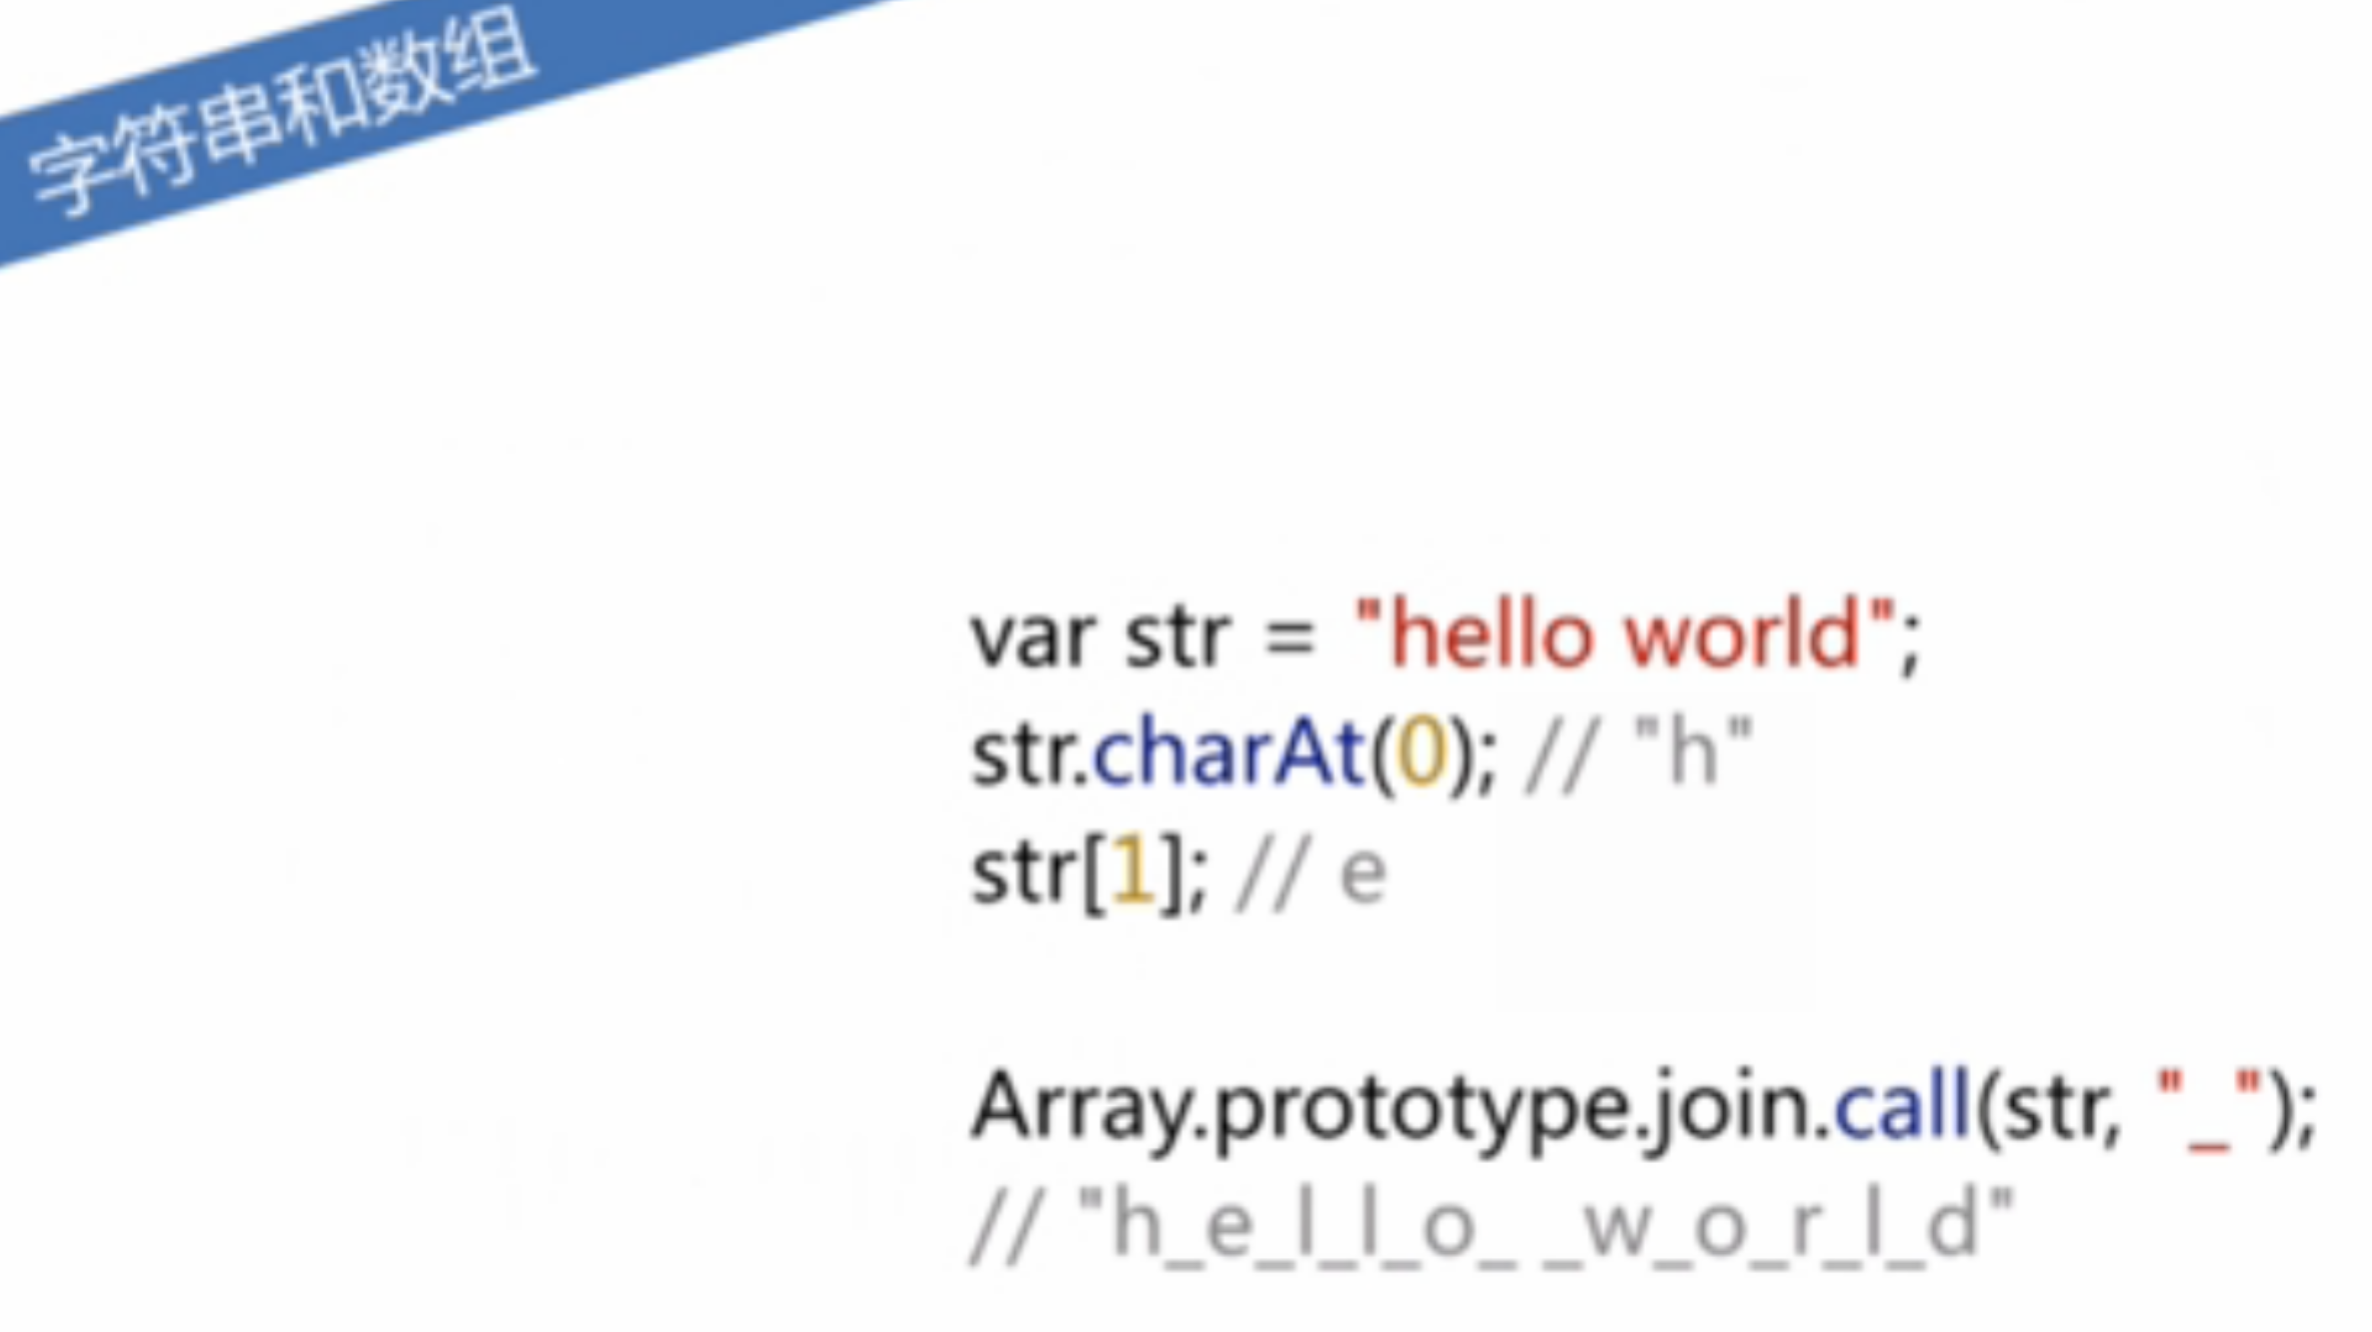 字符串和数组
var str = "hello world";
str.charAt(0); // "h"
str[1]; // e
Array.prototype.join.call(str, "_");
// "h_e_l_l_o_ _w_o_r_l_d"